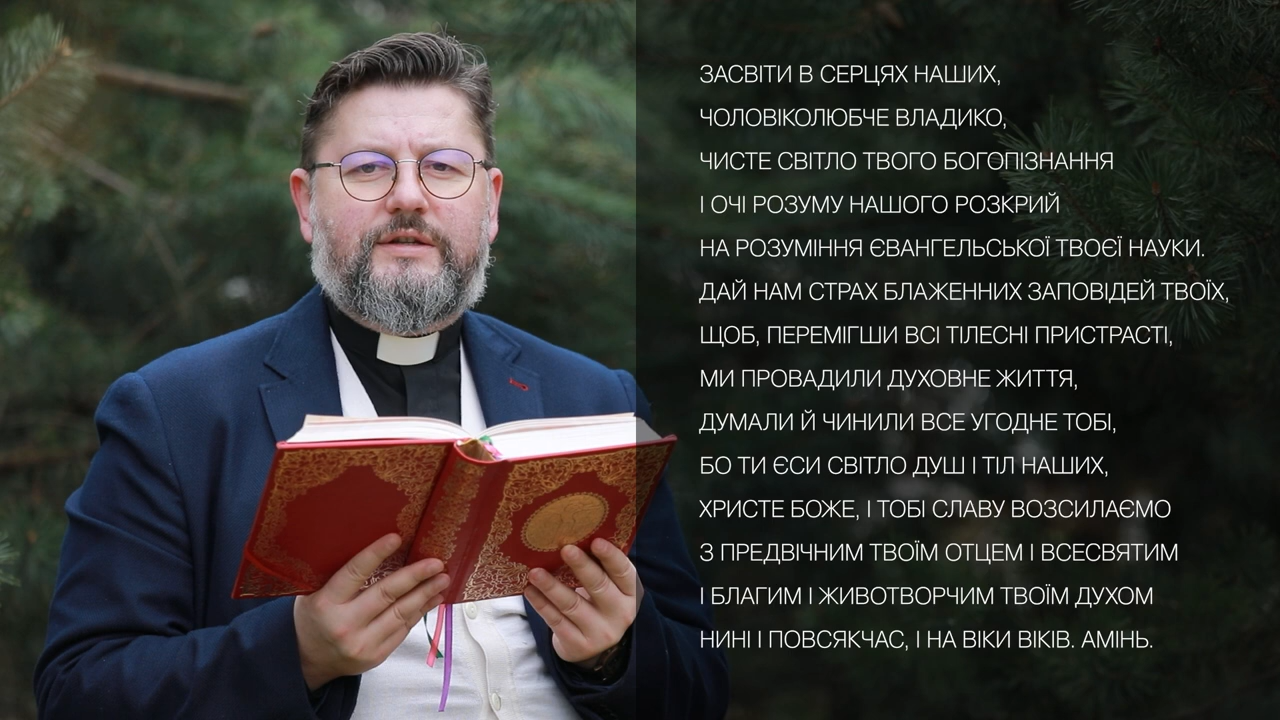 ЗАСВІТИ В СЕРЦЯХ НАШИХ,
ЧОЛОВІКОЛЮБЧЕ ВЛАДИКО,
ЧИСТЕ СВІТЛО ТВОГО БОГОПІЗНАННЯ
І ОЧІ РОЗУМУ НАШОГО РОЗКРИЙ
НА РОЗУМІННЯ ЄВАНГЕЛЬСЬКОЇ ТВОЄЇ НАУКИ.
ДАЙ НАМ СТРАХ БЛАЖЕННИХ ЗАПОВІДЕЙ ТВОЇХ,
ЩОБ, ПЕРЕМІГШИ ВСІ ТІЛЕСНІ ПРИСТРАСТІ,
МИ ПРОВАДИЛИ ДУХОВНЕ ЖИТТЯ,
ДУМАЛИ Й ЧИНИЛИ ВСЕ УГОДНЕ ТОБІ,
БО ТИ ЄСИ СВІТЛО ДУШ І ТІЛ НАШИХ,
ХРИСТЕ БОЖЕ, І ТОБІ СЛАВУ ВОЗСИЛАЄМО
З ПРЕДВІЧНИМ ТВОЇМ ОТЦЕМ І ВСЕСВЯТИМ
І БЛАГИМ І ЖИВОТВОРЧИМ ТВОЇМ ДУХОМ
НИНІ І ПОВСЯКЧАС, І НА ВІКИ ВІКІВ. АМІНЬ.